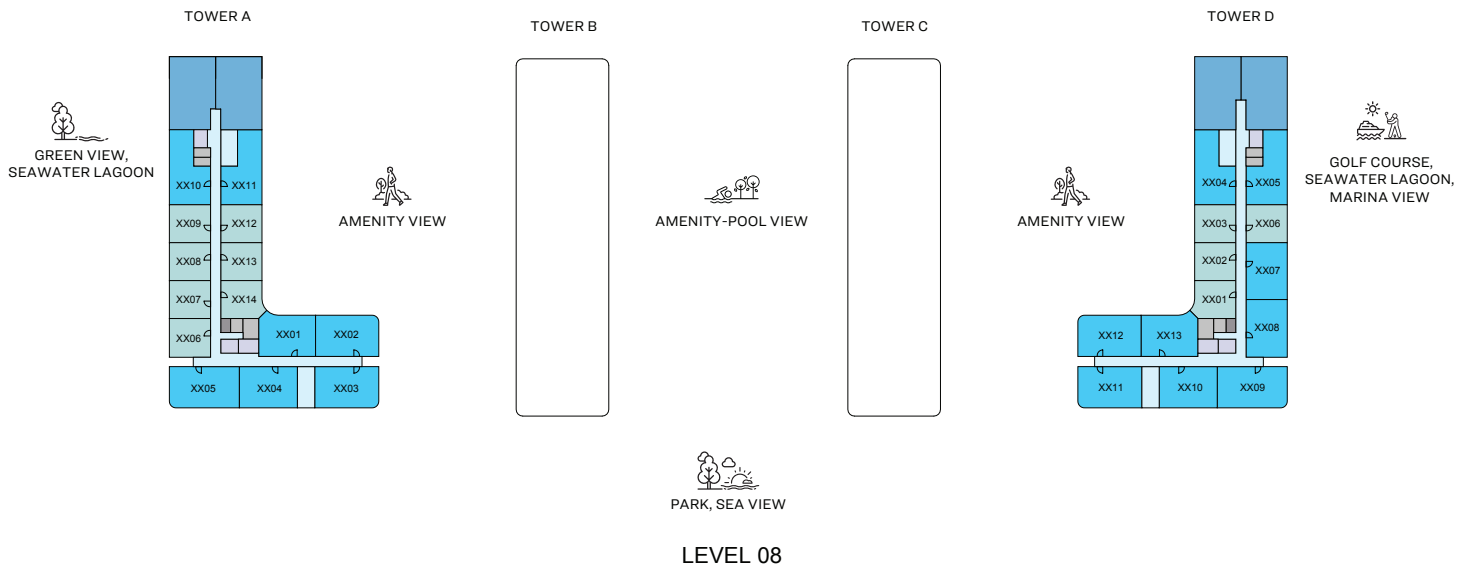 TOWER A
TOWER B
TOWER C
TOWER D
GREEN VIEW,
SEAWATER LAGOON
AMENITY VIEW
AMENITY-POOL VIEW
AMENITY VIEW
GOLF COURSE,
SEAWATER LAGOON,
MARINA VIEW
XX10
XX11
XX09
XX12
XX08
XX13
XX07
XX14
XX06
XX01
XX02
XX05
XX04
XX03
XX04
XX05
XX03
XX06
XX02
XX07
XX01
XX08
XX12
XX13
XX11
XX10
XX09
PARK, SEA VIEW
LEVEL 08